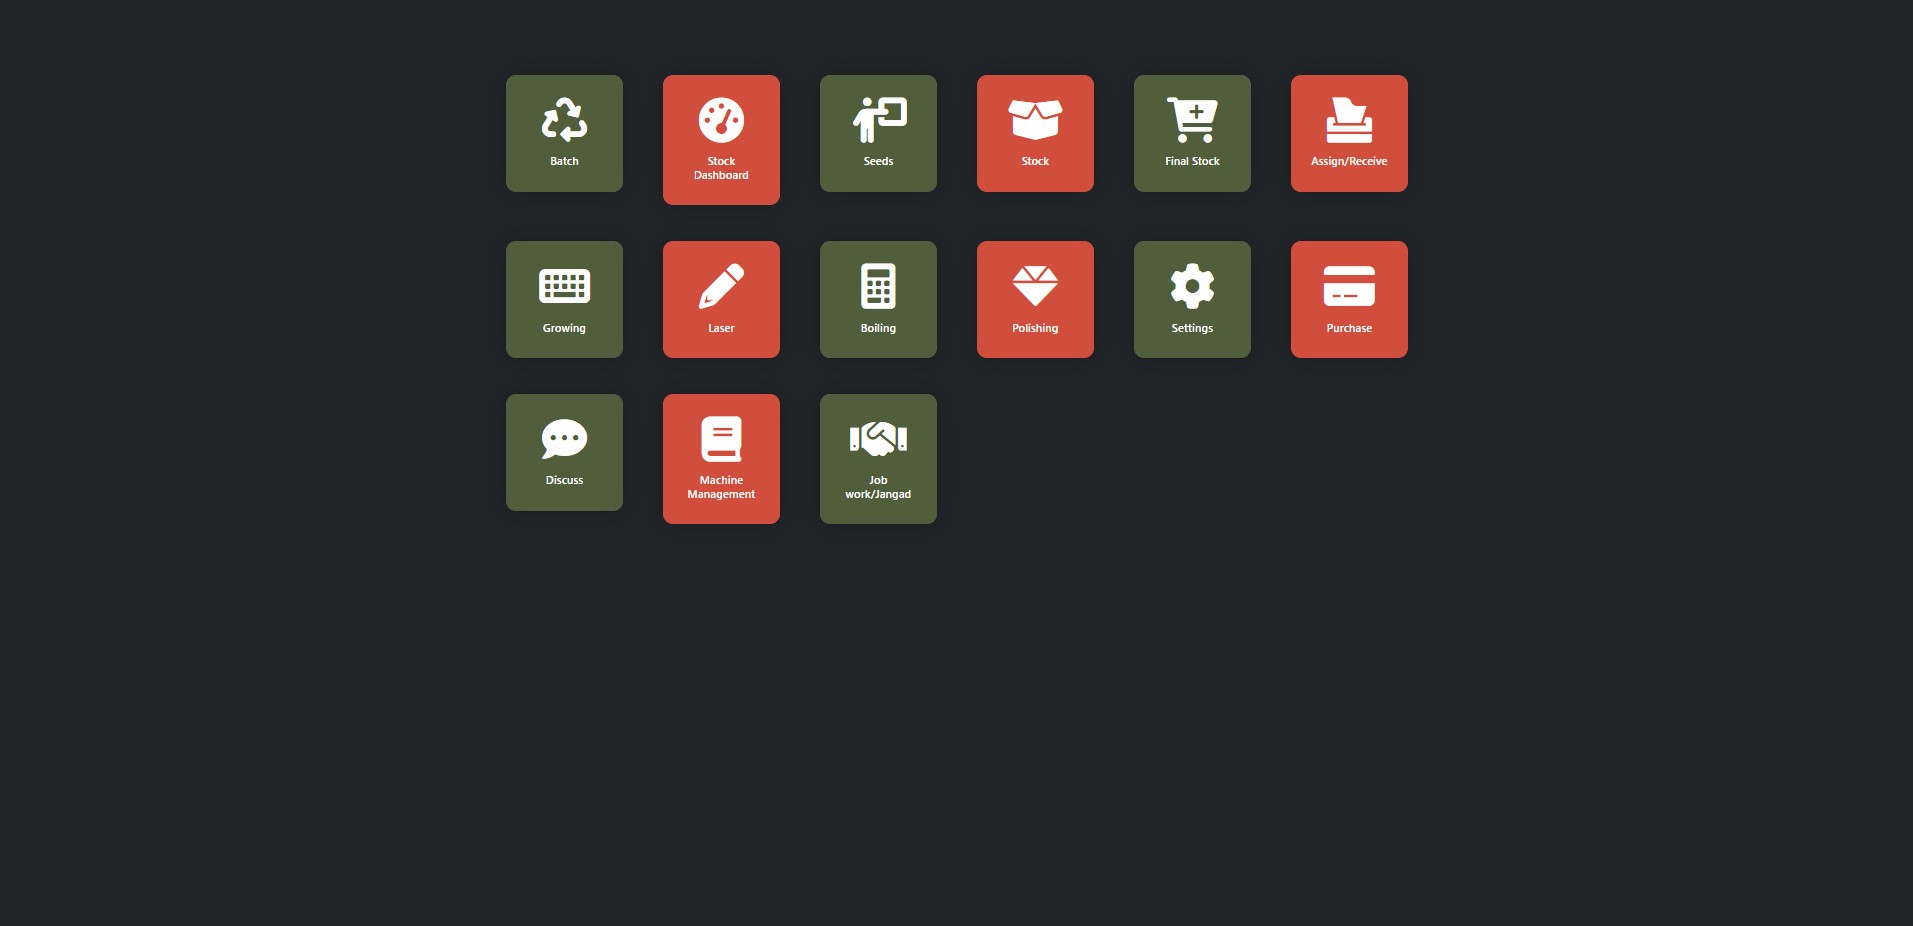 Batch
Stock
Dashboard
Seeds
Stock
Final Stock
Assign/Receive
Growing
Laser
Boiling
Polishing
Settings
Purchase
Discuss
Machine
Management
Job
work/Jangad